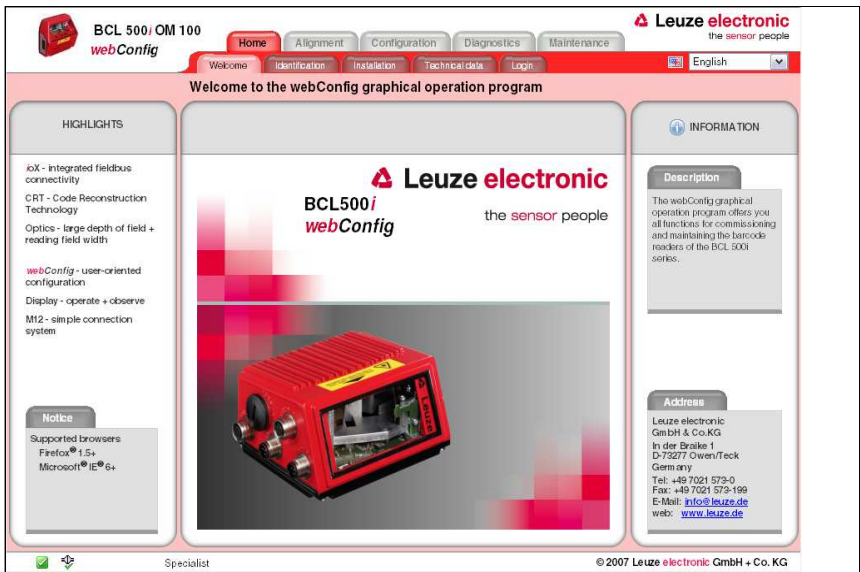 BCL 500i OM 100
webConfig
Home
Alignment
Configuration
Diagnostics
Maintenance
Leuze electronic
the sensor people
Welcome
Identification
Installation
Technical data
Login
English
Welcome to the webConfig graphical operation program
HIGHLIGHTS
ioX - integrated fieldbus
connectivity
CRT - Code Reconstruction
Technology
Optics - large depth of field +
reading field width
webConfig - user-oriented
configuration
Display - operate + observe
M12 - simple connection
system
Notice
Supported browsers
Firefox® 1.5+
Microsoft® IE® 6+
Leuze electronic
the sensor people
BCL500i
webConfig
Leuze
INFORMATION
Description
The webConfig graphical
operation program offers you
all functions for commissioning
and maintaining the barcode
readers of the BCL 500i
series.
Address
Leuze electronic
GmbH & Co.KG
In der Braike 1
D-73277 Owen/Teck
Germany
Tel: +49 7021 573-0
Fax: +49 7021 573-199
E-Mail: info@leuze.de
web: www.leuze.de
Specialist
© 2007 Leuze electronic GmbH + Co. KG